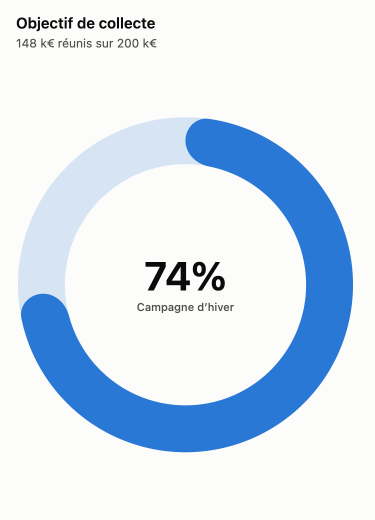 Objectif de collecte
148 k€ réunis sur 200 k€
74%
Campagne d’hiver